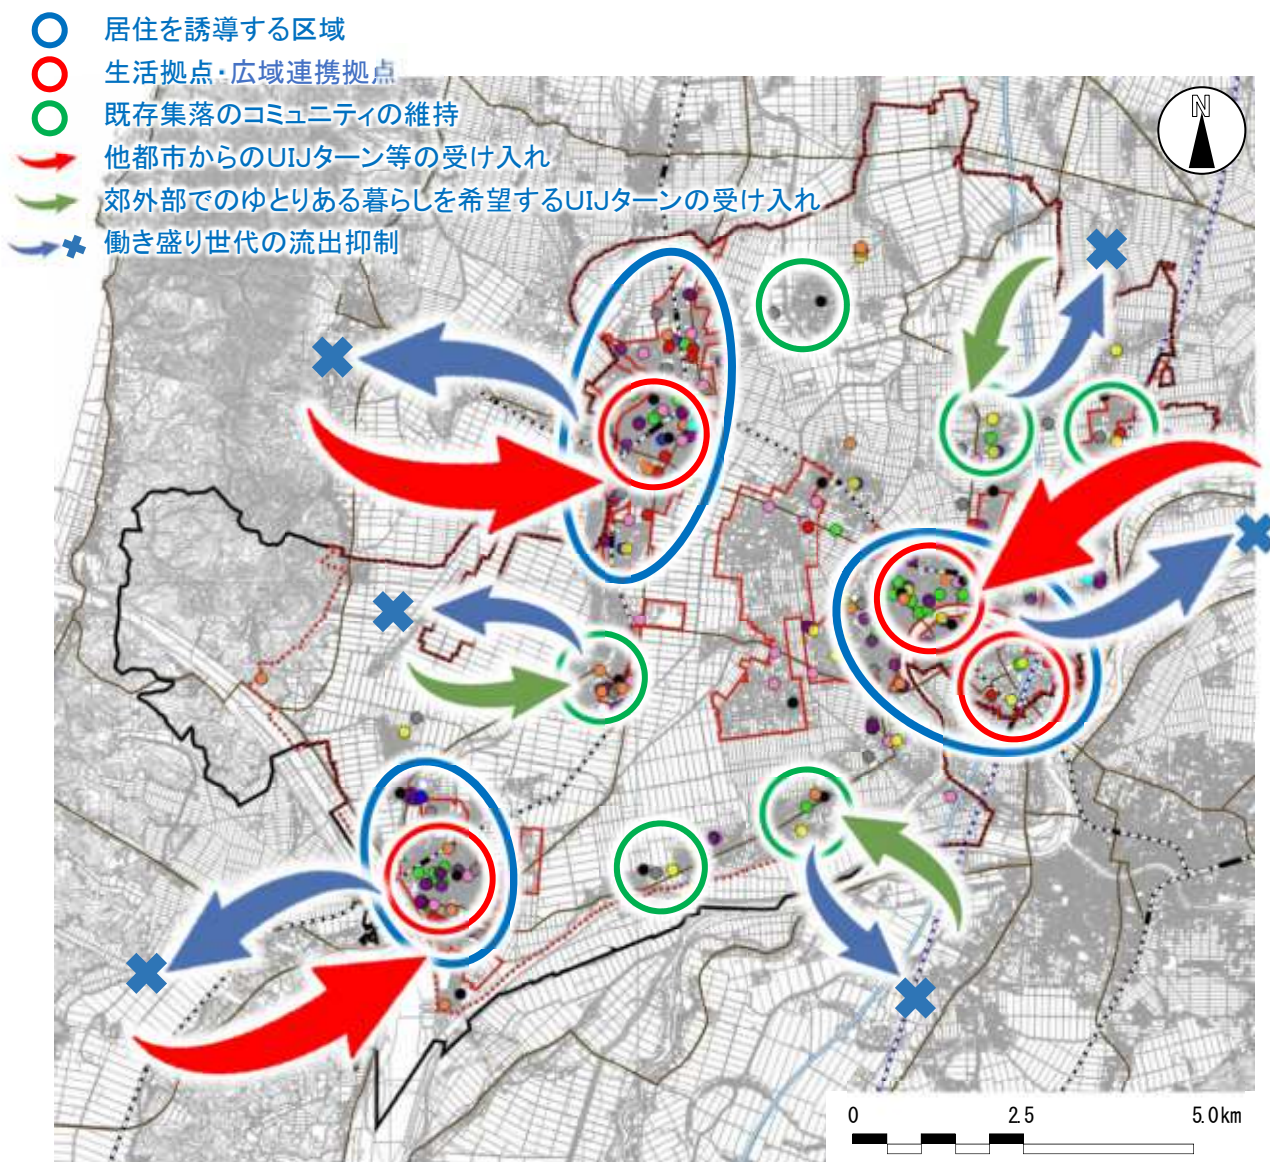 居住を誘導する区域
生活拠点・広域連携拠点
既存集落のコミュニティの維持
他都市からのUIJターン等の受け入れ
郊外部でのゆとりある暮らしを希望するUIJターンの受け入れ
働き盛り世代の流出抑制
N
0 2.5 5.0km